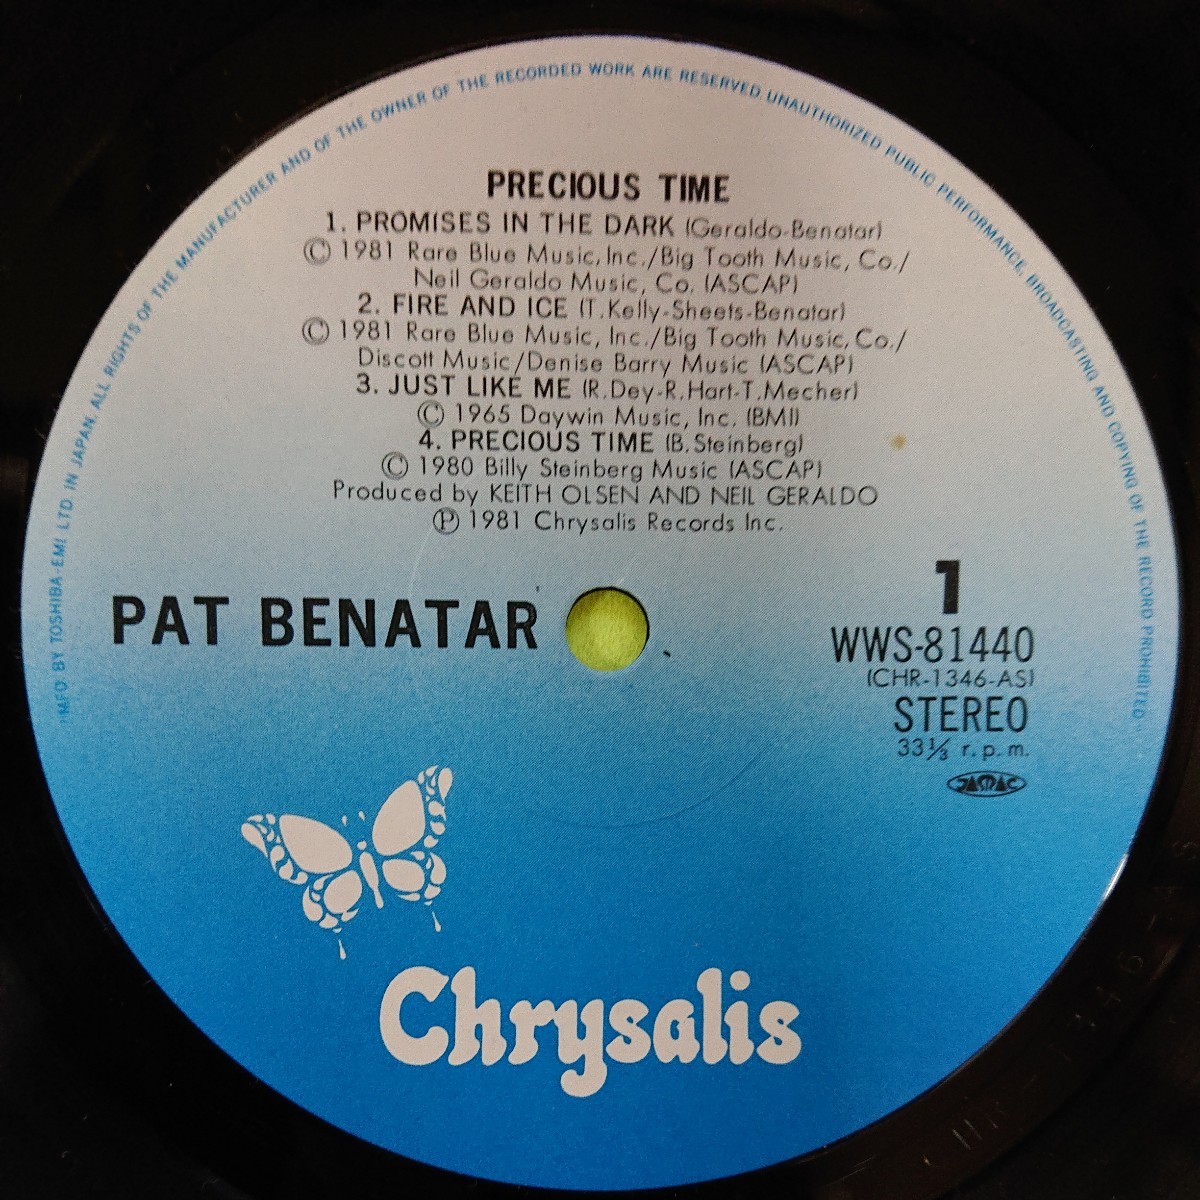 "MFD BY TOSHIBA-EMI LTD IN JAPAN. ALL RIGHTS OF THE MANUFACTURER AND OF THE OWNER OF THE RECORDED WORK ARE RESERVED UNAUTHORIZED PUBLIC PERFORMANCE, BROADCASTING AND COPYING OF THE RECORD PROHIBITED"
PRECIOUS TIME
1. PROMISES IN THE DARK (Geraldo-Benatar)
© 1981 Rare Blue Music, Inc./Big Tooth Music, Co./
Neil Geraldo Music, Co. (ASCAP)
2. FIRE AND ICE (T.Kelly-Sheets-Benatar)
© 1981 Rare Blue Music, Inc./Big Tooth Music, Co./
Discott Music/Denise Barry Music (ASCAP)
3. JUST LIKE ME (R.Dey-R.Hart-T.Mecher)
© 1965 Daywin Music, Inc. (BMI)
4. PRECIOUS TIME (B.Steinberg)
© 1980 Billy Steinberg Music (ASCAP)
Produced by KEITH OLSEN AND NEIL GERALDO
℗ 1981 Chrysalis Records Inc.
PAT BENATAR
1
WWS-81440
(CHR-1346-AS)
STEREO
33⅓ r.p.m.
JASRAC
Chrysalis